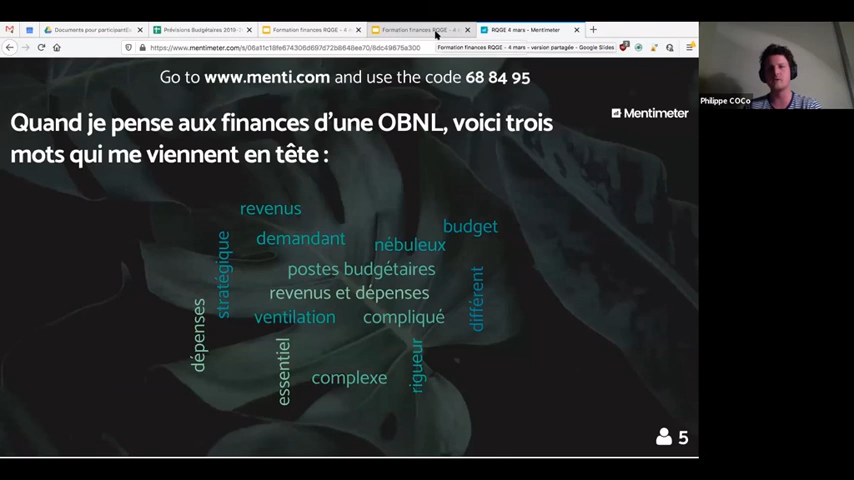 Documents pour participant
Prévisions Budgétaires 2019-2
Formation finances RQGE - 4 m
Formation finances RQGE - 4
RQGE 4 mars - Mentimeter
https://www.mentimeter.com/s/06a11c18fe674306d697d72b8648ee70/8dc49675a300
Formation finances RQGE - 4 mars - version partagée - Google Slides
Go to www.menti.com and use the code 68 84 95
Philippe COCo
Mentimeter
Quand je pense aux finances d'une OBNL, voici trois
mots qui me viennent en tête :
revenus
budget
demandant
nébuleux
stratégique
postes budgétaires
différent
revenus et dépenses
dépenses
ventilation
compliqué
essentiel
rigueur
complexe
5